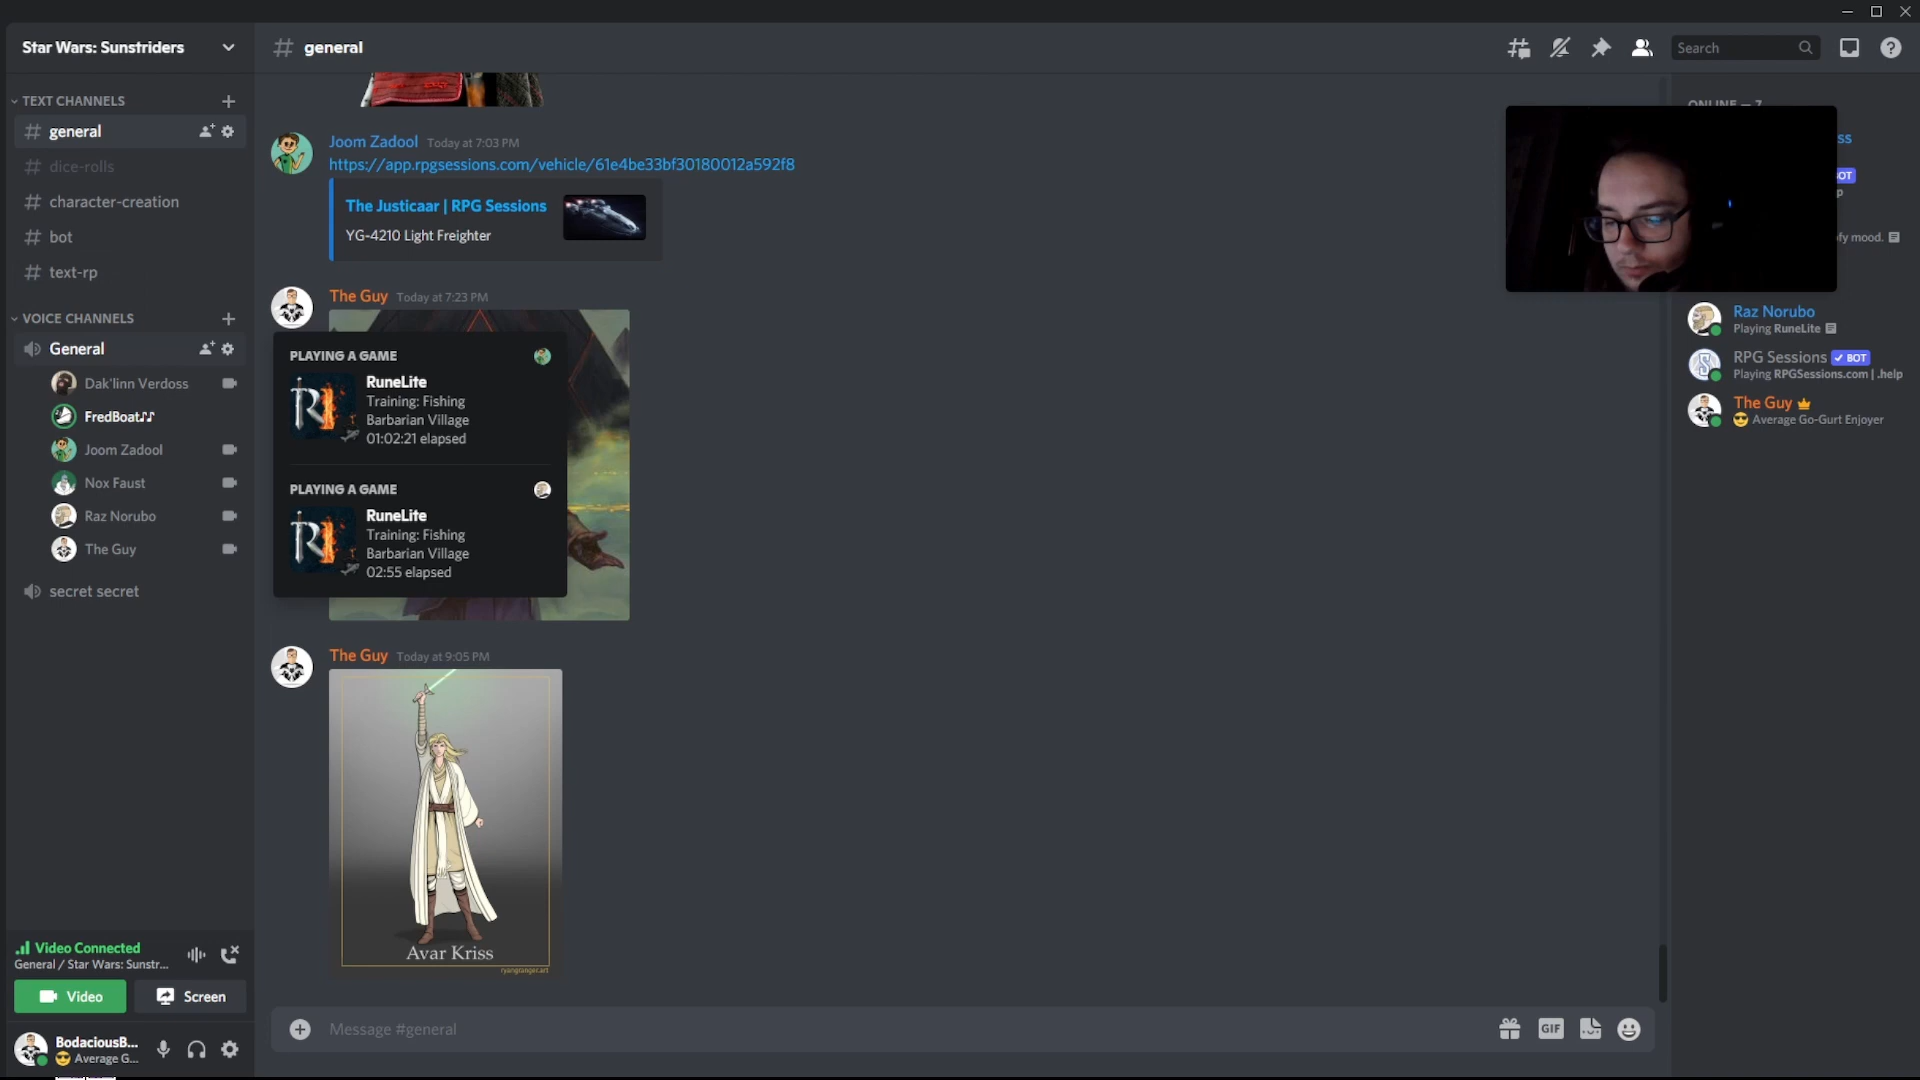 Star Wars: Sunstriders
general
Search
TEXT CHANNELS
general
dice-rolls
character-creation
bot
text-rp
VOICE CHANNELS
General
Dak'linn Verdoss
FredBoat♪♪
Joom Zadool
Nox Faust
Raz Norubo
The Guy
secret secret
Video Connected
General / Star Wars: Sunstr...
Video
Screen
BodaciousB...
Average G...
Joom Zadool Today at 7:03 PM
https://app.rpgsessions.com/vehicle/61e4be33bf30180012a592f8
The Justicaar | RPG Sessions
YG-4210 Light Freighter
The Guy Today at 7:23 PM
PLAYING A GAME
RuneLite
Training: Fishing
Barbarian Village
01:02:21 elapsed
PLAYING A GAME
RuneLite
Training: Fishing
Barbarian Village
02:55 elapsed
The Guy Today at 9:05 PM
Avar Kriss
ryangranger.art
Message #general
GIF
ONLINE — 7
mood.
Raz Norubo
Playing RuneLite
RPG Sessions ✓ BOT
Playing RPGSessions.com | .help
The Guy
Average Go-Gurt Enjoyer